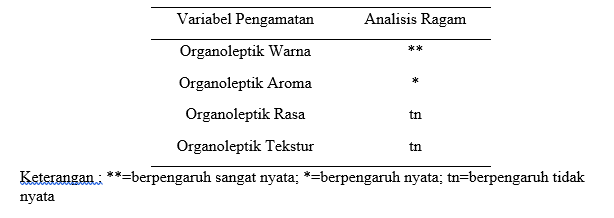 Variabel Pengamatan Analisis Ragam
Organoleptik Warna **
Organoleptik Aroma *
Organoleptik Rasa tn
Organoleptik Tekstur tn
Keterangan : **=berpengaruh sangat nyata; *=berpengaruh nyata; tn=berpengaruh tidak
nyata